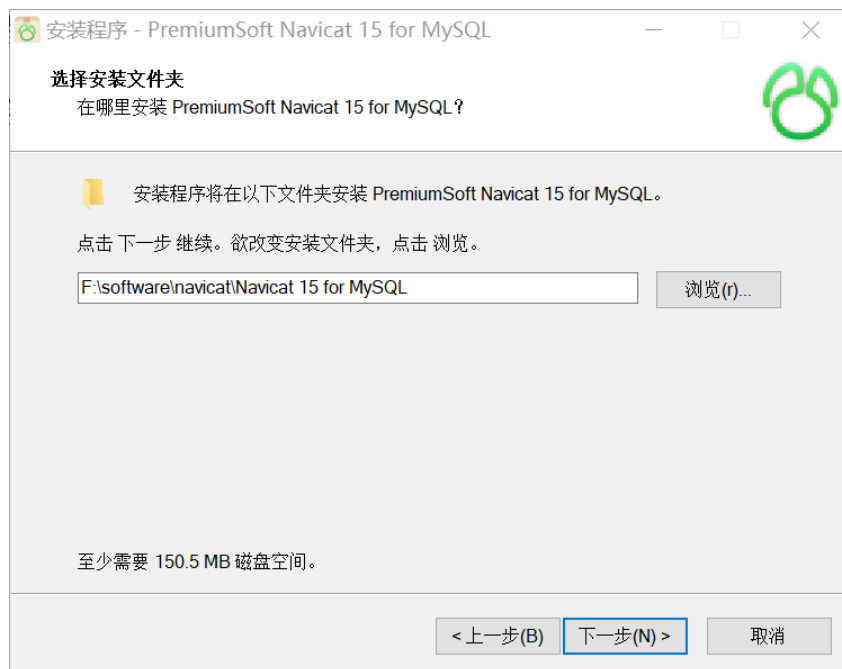 安装程序 - PremiumSoft Navicat 15 for MySQL
选择安装文件夹
在哪里安装 PremiumSoft Navicat 15 for MySQL？
安装程序将在以下文件夹安装 PremiumSoft Navicat 15 for MySQL。
点击 下一步 继续。欲改变安装文件夹，点击 浏览。
F:\software\navicat\Navicat 15 for MySQL
浏览(r)...
至少需要 150.5 MB 磁盘空间。
< 上一步(B) 下一步(N) > 取消